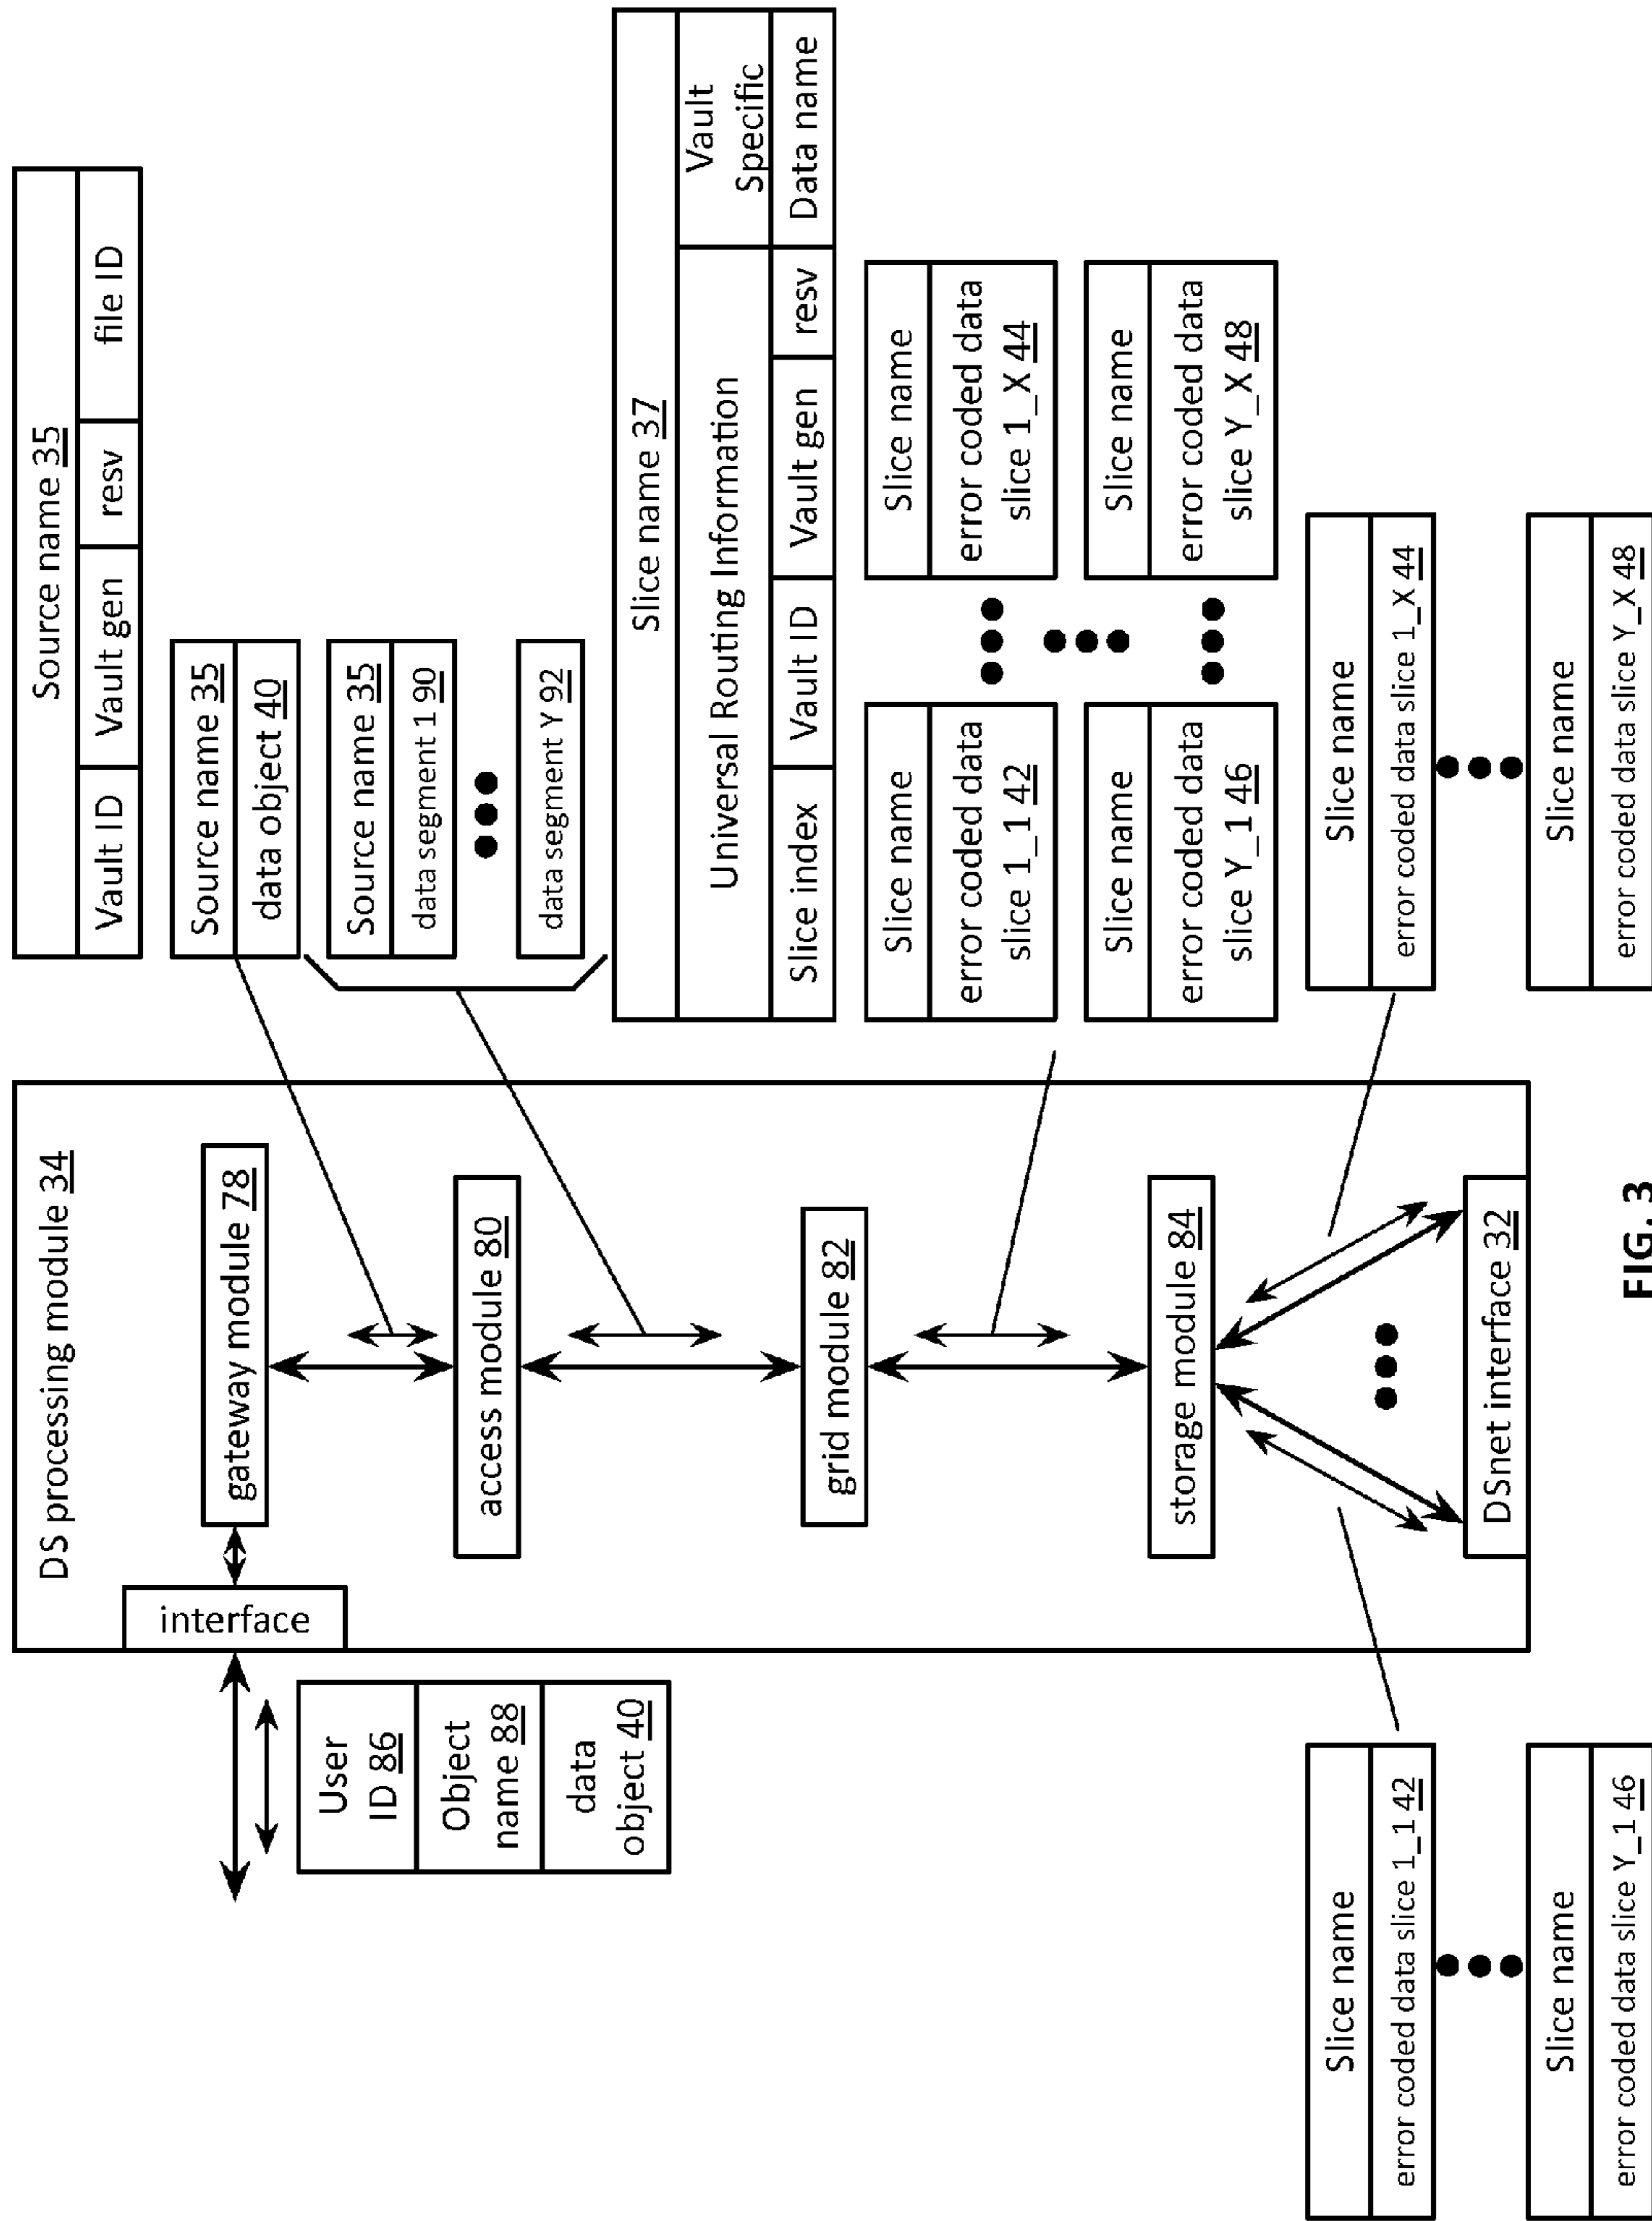 DS processing module 34
interface
gateway module 78
access module 80
grid module 82
storage module 84
DSnet interface 32
User
ID 86
Object
name 88
data
object 40
Source name 35
Vault ID
Vault gen
resv
file ID
Source name 35
data object 40
Source name 35
data segment 1 90
data segment Y 92
Slice name 37
Universal Routing Information
Vault
Specific
Slice index
Vault ID
Vault gen
resv
Data name
Slice name
error coded data
slice 1_1 42
Slice name
error coded data
slice 1_X 44
Slice name
error coded data
slice Y_1 46
Slice name
error coded data
slice Y_X 48
Slice name
error coded data slice 1_1 42
Slice name
error coded data slice Y_1 46
Slice name
error coded data slice 1_X 44
Slice name
error coded data slice Y_X 48
FIG. 3